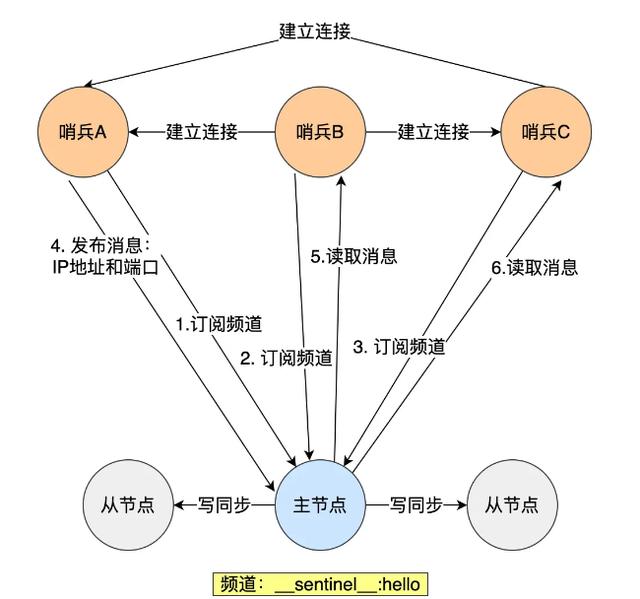 建立连接
哨兵A
建立连接
哨兵B
建立连接
哨兵C
4. 发布消息：
IP地址和端口
5.读取消息
6.读取消息
1.订阅频道
2. 订阅频道
3. 订阅频道
从节点
写同步
主节点
写同步
从节点
频道：__sentinel__:hello